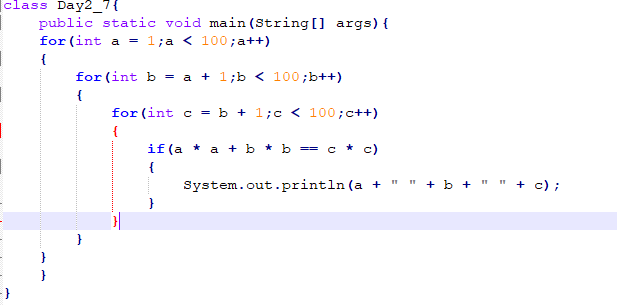 class Day2_7{
public static void main(String[] args){
for(int a = 1;a < 100;a++)
{
for(int b = a + 1;b < 100;b++)
{
for(int c = b + 1;c < 100;c++)
{
if(a * a + b * b == c * c)
{
System.out.println(a + " " + b + " " + c);
}
}
}
}
}
}